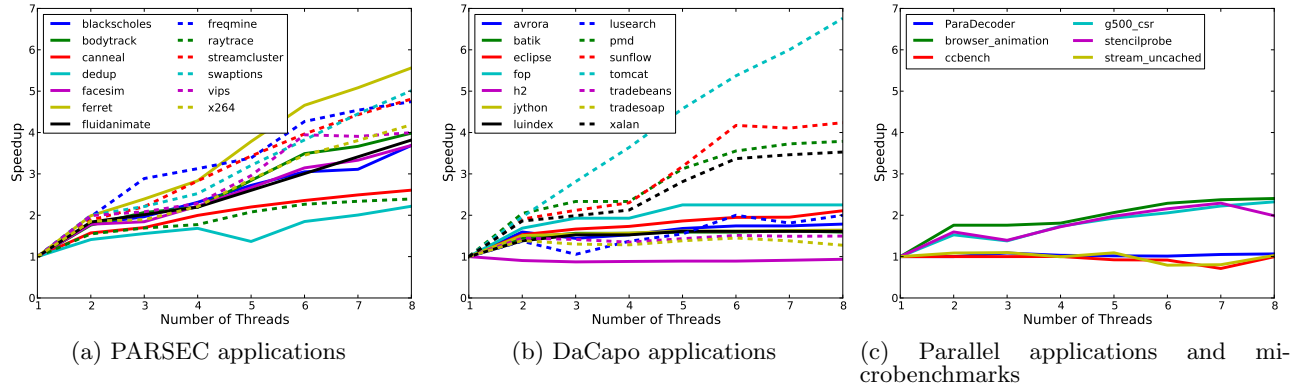 7
6
5
4
3
2
1
0
Speedup
blackscholes
bodytrack
canneal
dedup
facesim
ferret
fluidanimate
freqmine
raytrace
streamcluster
swaptions
vips
x264
1 2 3 4 5 6 7 8
Number of Threads
(a) PARSEC applications
7
6
5
4
3
2
1
0
Speedup
avrora
batik
eclipse
fop
h2
jython
luindex
lusearch
pmd
sunflow
tomcat
tradebeans
tradesoap
xalan
1 2 3 4 5 6 7 8
Number of Threads
(b) DaCapo applications
7
6
5
4
3
2
1
0
Speedup
ParaDecoder
browser_animation
ccbench
g500_csr
stencilprobe
stream_uncached
1 2 3 4 5 6 7 8
Number of Threads
(c) Parallel applications and mi-
crobenchmarks